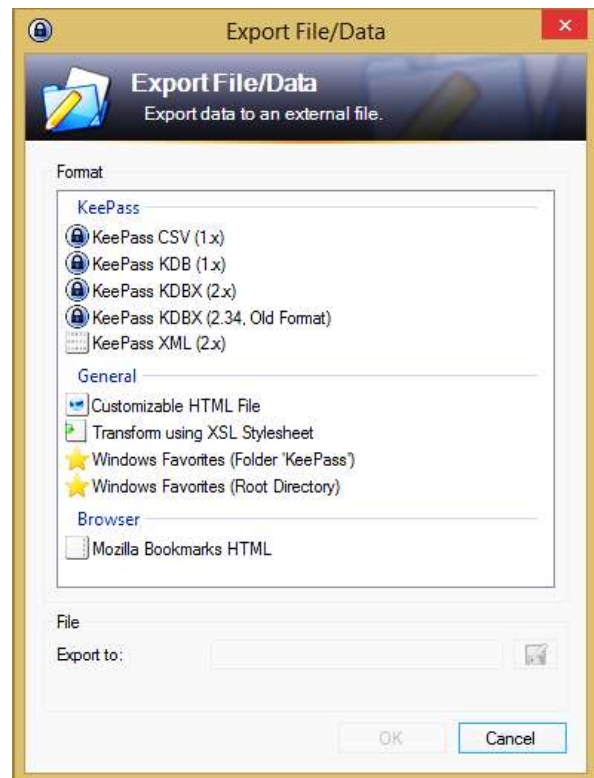 Export File/Data
Export File/Data
Export data to an external file.
Format
KeePass
KeePass CSV (1.x)
KeePass KDB (1.x)
KeePass KDBX (2.x)
KeePass KDBX (2.34, Old Format)
KeePass XML (2.x)
General
Customizable HTML File
Transform using XSL Stylesheet
Windows Favorites (Folder 'KeePass')
Windows Favorites (Root Directory)
Browser
Mozilla Bookmarks HTML
File
Export to:
OK Cancel